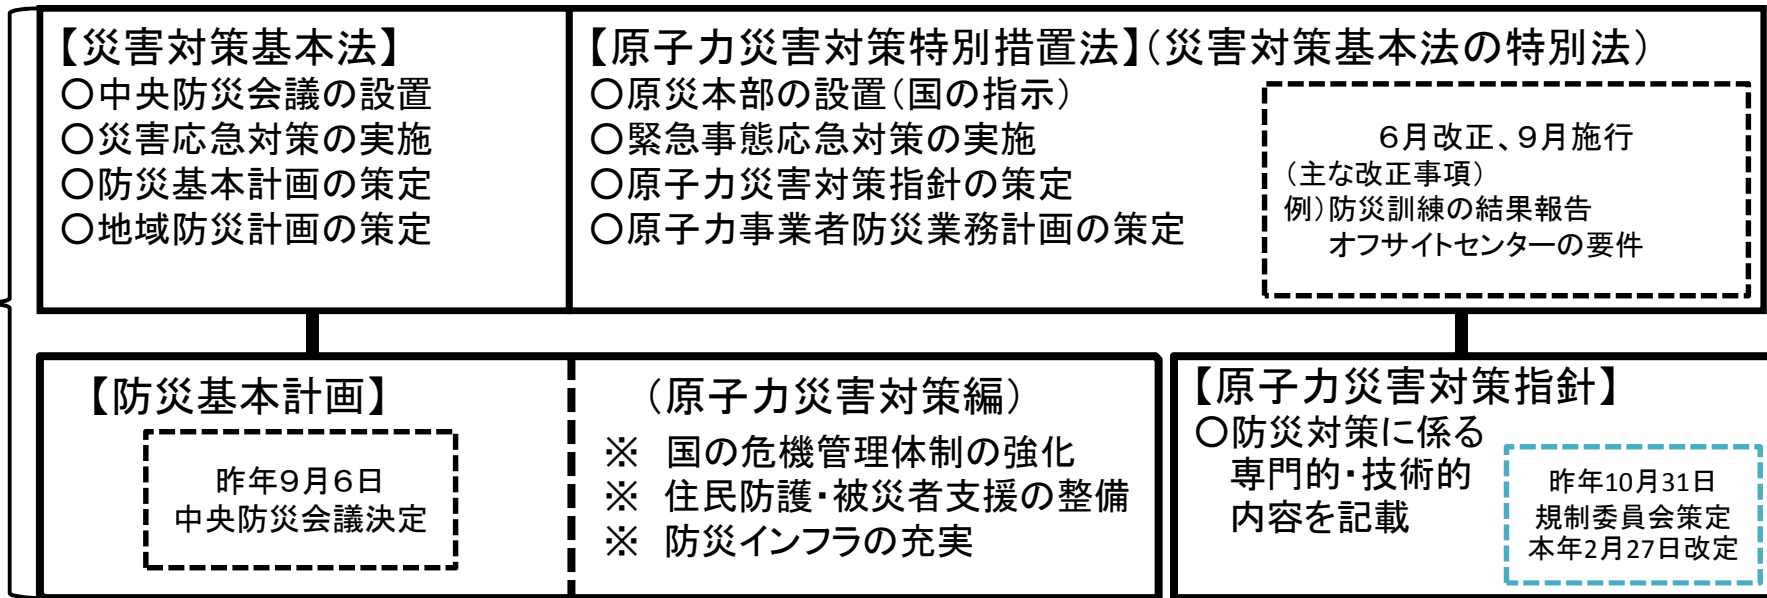 【災害対策基本法】
〇中央防災会議の設置
〇災害応急対策の実施
〇防災基本計画の策定
〇地域防災計画の策定
【原子力災害対策特別措置法】(災害対策基本法の特別法)
〇原災本部の設置(国の指示)
〇緊急事態応急対策の実施
〇原子力災害対策指針の策定
〇原子力事業者防災業務計画の策定
6月改正、9月施行
(主な改正事項)
例)防災訓練の結果報告
オフサイトセンターの要件
【防災基本計画】
昨年9月6日
中央防災会議決定
(原子力災害対策編)
※ 国の危機管理体制の強化
※ 住民防護・被災者支援の整備
※ 防災インフラの充実
【原子力災害対策指針】
〇防災対策に係る
専門的・技術的
内容を記載
昨年10月31日
規制委員会策定
本年2月27日改定